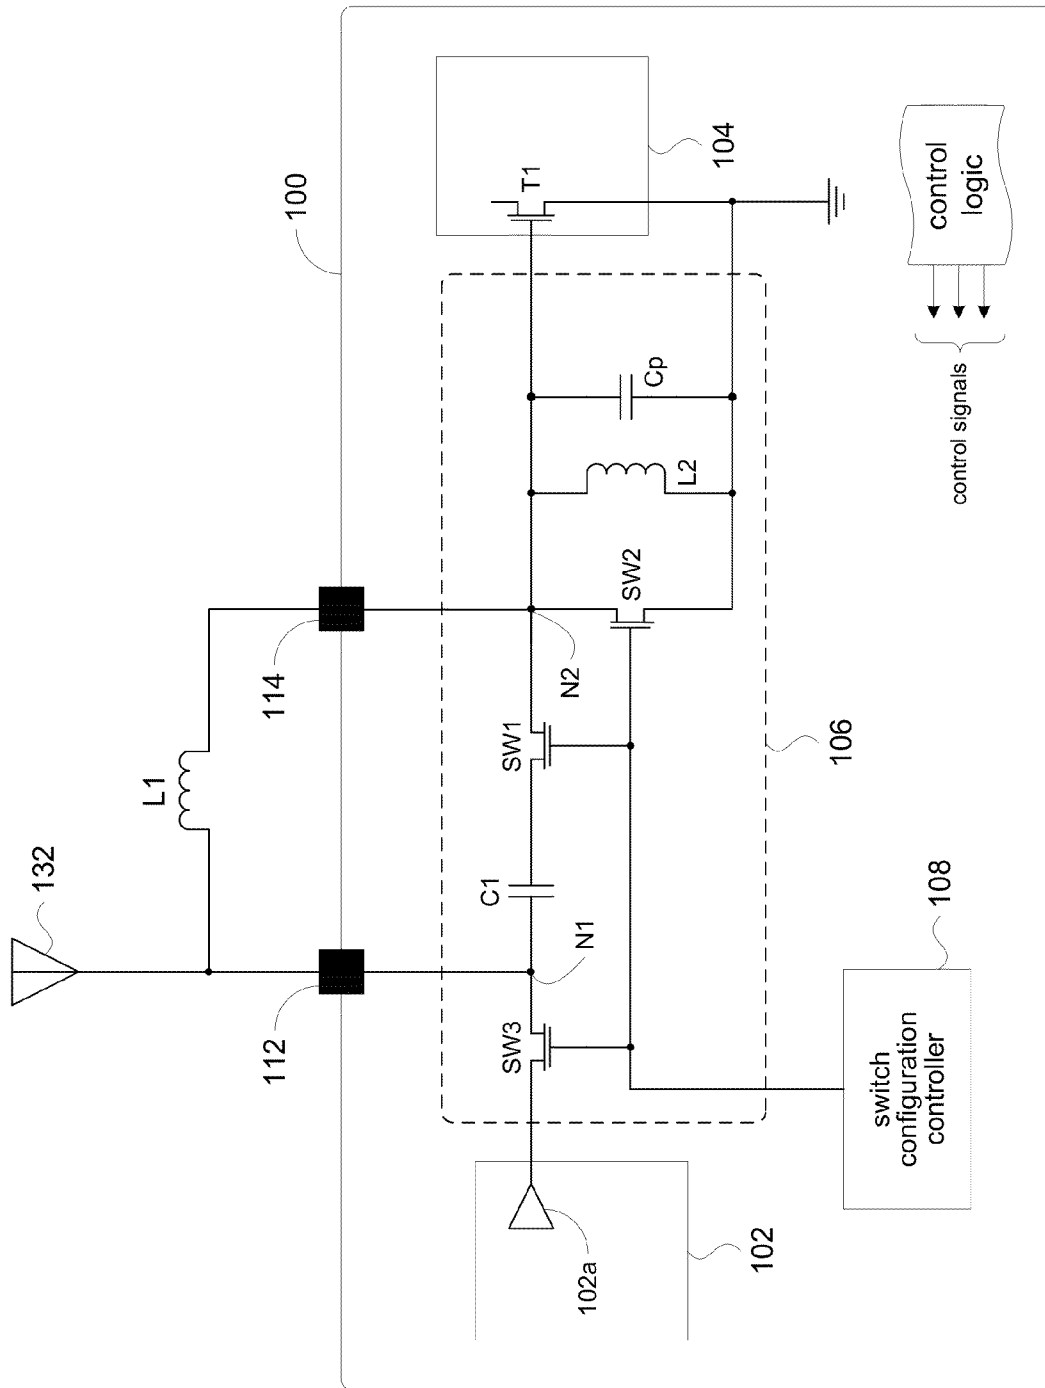 132
L1
112
114
100
SW3
N1
C1
SW1
N2
SW2
L2
Cp
T1
104
102a
102
106
switch
configuration
controller
108
control
logic
control signals